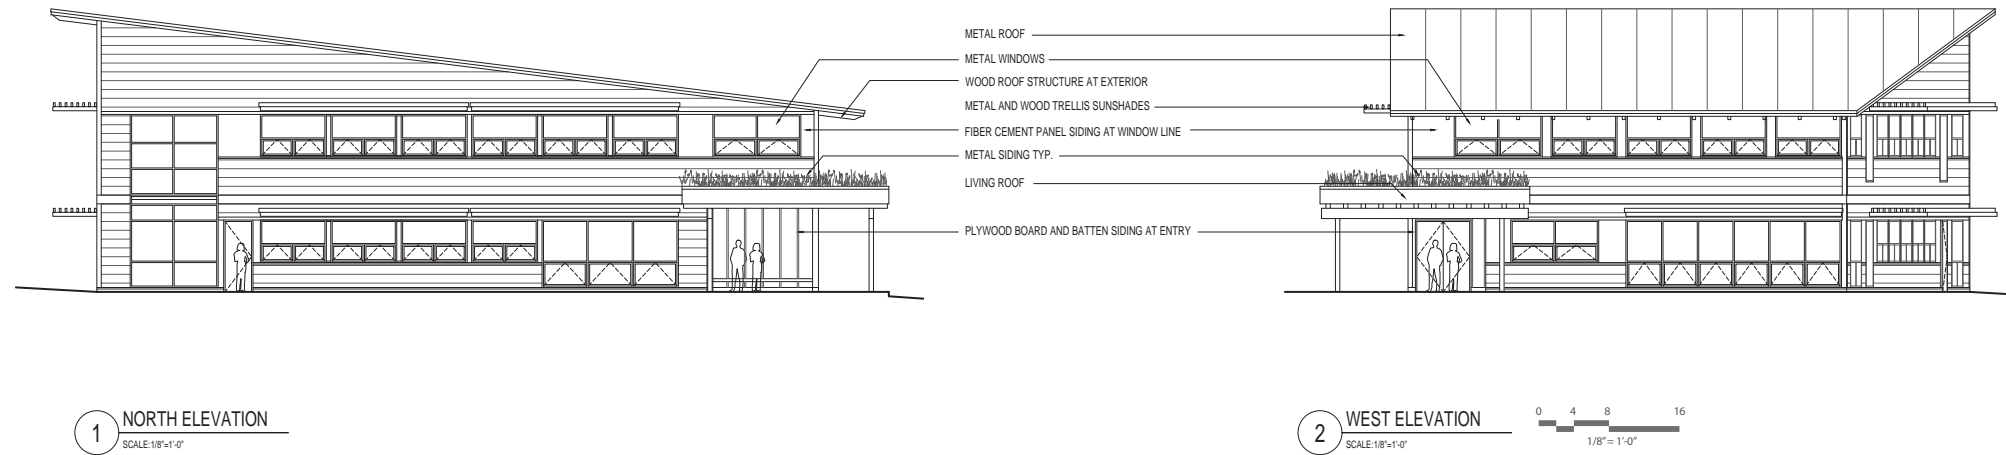 METAL ROOF
METAL WINDOWS
WOOD ROOF STRUCTURE AT EXTERIOR
METAL AND WOOD TRELLIS SUNSHADES
FIBER CEMENT PANEL SIDING AT WINDOW LINE
METAL SIDING TYP.
LIVING ROOF
PLYWOOD BOARD AND BATTEN SIDING AT ENTRY
1 NORTH ELEVATION
SCALE:1/8"=1'-0"
2 WEST ELEVATION
SCALE:1/8"=1'-0"
0 4 8 16
1/8"= 1'-0"